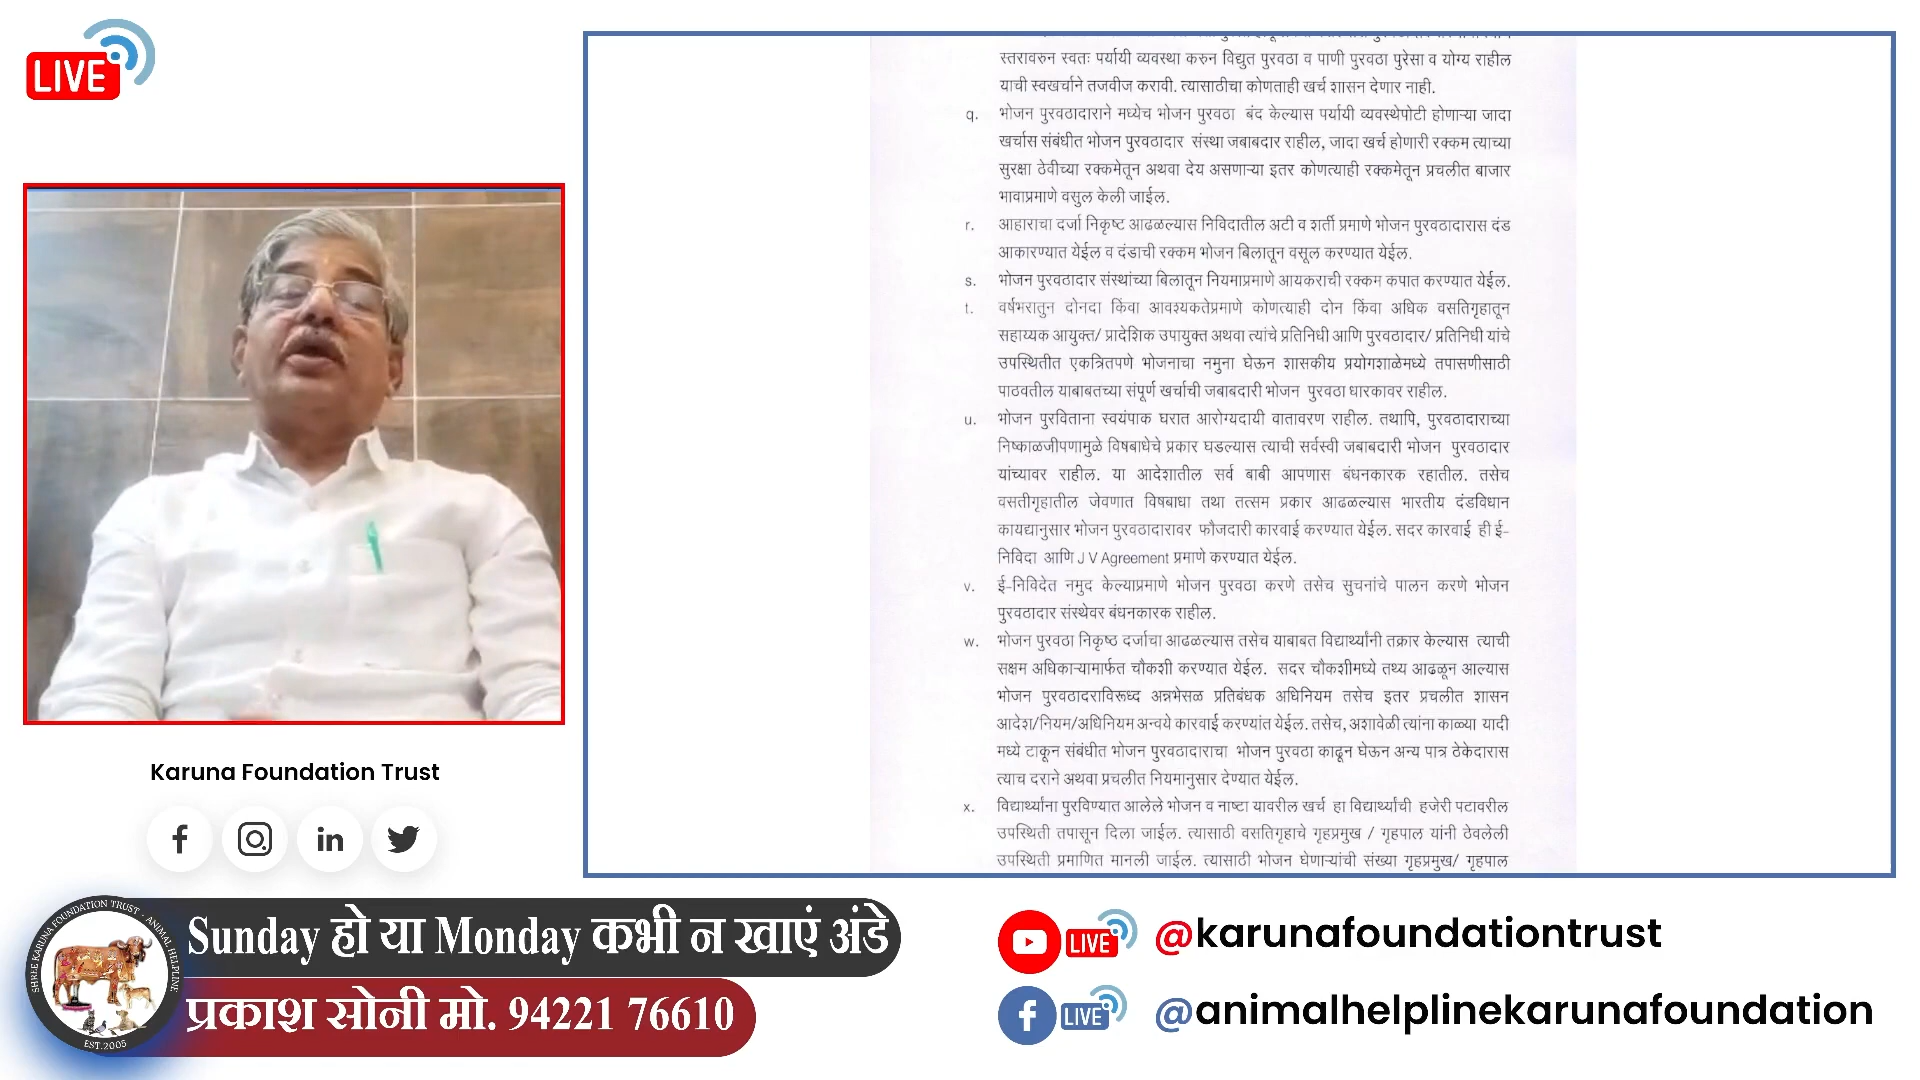 LIVE
स्तरावरुन स्वतः पर्यायी व्यवस्था करुन विद्युत पुरवठा व पाणी पुरवठा पुरेसा व योग्य राहील
याची स्वखर्चाने तजवीज करावी. त्यासाठीचा कोणताही खर्च शासन देणार नाही.
q. भोजन पुरवठादाराने मध्येच भोजन पुरवठा बंद केल्यास पर्यायी व्यवस्थेपोटी होणाऱ्या जादा
खर्चास संबंधीत भोजन पुरवठादार संस्था जबाबदार राहील, जादा खर्च होणारी रक्कम त्याच्या
सुरक्षा ठेवीच्या रक्कमेतून अथवा देय असणाऱ्या इतर कोणत्याही रक्कमेतून प्रचलीत बाजार
भावाप्रमाणे वसुल केली जाईल.
r. आहाराचा दर्जा निकृष्ट आढळल्यास निविदातील अटी व शर्ती प्रमाणे भोजन पुरवठादारास दंड
आकारण्यात येईल व दंडाची रक्कम भोजन बिलातून वसूल करण्यात येईल.
s. भोजन पुरवठादार संस्थांच्या बिलातून नियमाप्रमाणे आयकराची रक्कम कपात करण्यात येईल.
t. वर्षभरातुन दोनदा किंवा आवश्यकतेप्रमाणे कोणत्याही दोन किंवा अधिक वसतिगृहातून
सहाय्यक आयुक्त/ प्रादेशिक उपायुक्त अथवा त्यांचे प्रतिनिधी आणि पुरवठादार/ प्रतिनिधी यांचे
उपस्थितीत एकत्रितपणे भोजनाचा नमुना घेऊन शासकीय प्रयोगशाळेमध्ये तपासणीसाठी
पाठवतील याबाबतच्या संपूर्ण खर्चाची जबाबदारी भोजन पुरवठा धारकावर राहील.
u. भोजन पुरविताना स्वयंपाक घरात आरोग्यदायी वातावरण राहील. तथापि, पुरवठादाराच्या
निष्काळजीपणामुळे विषबाधेचे प्रकार घडल्यास त्याची सर्वस्वी जबाबदारी भोजन पुरवठादार
यांच्यावर राहील. या आदेशातील सर्व बाबी आपणास बंधनकारक रहातील. तसेच
वसतीगृहातील जेवणात विषबाधा तथा तत्सम प्रकार आढळल्यास भारतीय दंडविधान
कायद्यानुसार भोजन पुरवठादारावर फौजदारी कारवाई करण्यात येईल. सदर कारवाई ही ई-
निविदा आणि J V Agreement प्रमाणे करण्यात येईल.
v. ई-निविदेत नमुद केल्याप्रमाणे भोजन पुरवठा करणे तसेच सुचनांचे पालन करणे भोजन
पुरवठादार संस्थेवर बंधनकारक राहील.
w. भोजन पुरवठा निकृष्ठ दर्जाचा आढळल्यास तसेच याबाबत विद्यार्थ्यांनी तक्रार केल्यास त्याची
सक्षम अधिकाऱ्यामार्फत चौकशी करण्यात येईल. सदर चौकशीमध्ये तथ्य आढळून आल्यास
भोजन पुरवठादराविरूध्द अन्नभेसळ प्रतिबंधक अधिनियम तसेच इतर प्रचलीत शासन
आदेश/नियम/अधिनियम अन्वये कारवाई करण्यांत येईल. तसेच, अशावेळी त्यांना काळ्या यादी
मध्ये टाकून संबंधीत भोजन पुरवठादाराचा भोजन पुरवठा काढून घेऊन अन्य पात्र ठेकेदारास
त्याच दराने अथवा प्रचलीत नियमानुसार देण्यात येईल.
x. विद्यार्थ्यांना पुरविण्यात आलेले भोजन व नाष्टा यावरील खर्च हा विद्यार्थ्यांची हजेरी पटावरील
उपस्थिती तपासून दिला जाईल. त्यासाठी वसतिगृहाचे गृहप्रमुख / गृहपाल यांनी ठेवलेली
उपस्थिती प्रमाणित मानली जाईल. त्यासाठी भोजन घेणाऱ्यांची संख्या गृहप्रमुख/ गृहपाल
Karuna Foundation Trust
SHREE KARUNA FOUNDATION TRUST - ANIMAL HELPLINE
EST.2005
Sunday हो या Monday कभी न खाएं अंडे
प्रकाश सोनी मो. 94221 76610
LIVE @karunafoundationtrust
LIVE @animalhelplinekarunafoundation